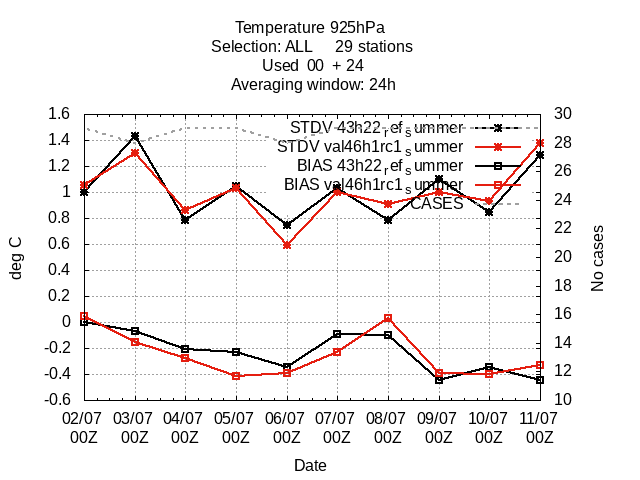 Temperature 925hPa
Selection: ALL 29 stations
Used 00 + 24
Averaging window: 24h
1.6
1.4
1.2
1
0.8
0.6
0.4
0.2
0
-0.2
-0.4
-0.6
deg C
30
28
26
24
22
20
18
16
14
12
10
No cases
STDV 43h22_ref_summer
STDV val46h1rc1_summer
BIAS 43h22_ref_summer
BIAS val46h1rc1_summer
CASES
02/07 03/07 04/07 05/07 06/07 07/07 08/07 09/07 10/07 11/07
00Z 00Z 00Z 00Z 00Z 00Z 00Z 00Z 00Z 00Z
Date